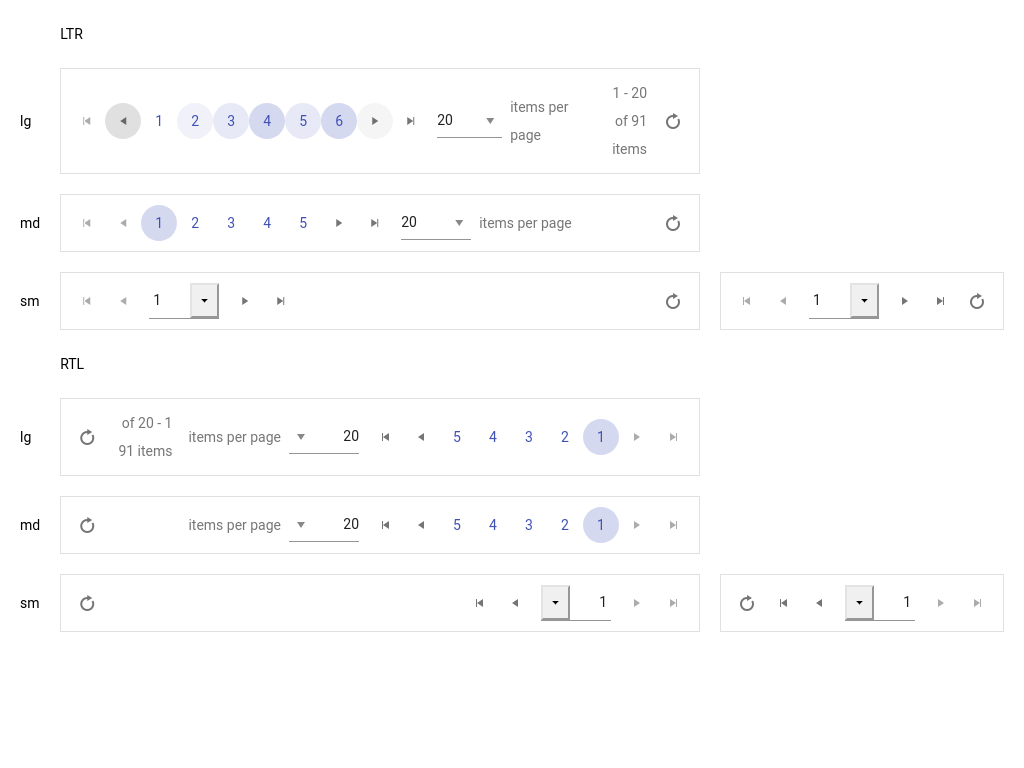 LTR
lg 1 2 3 4 5 6 20 items per page 1 - 20 of 91 items
md 1 2 3 4 5 20 items per page
sm 1 1
RTL
lg of 20 - 1 91 items items per page 20 5 4 3 2 1
md items per page 20 5 4 3 2 1
sm 1 1